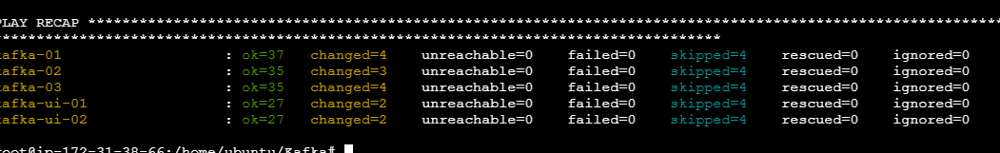 PLAY RECAP ****************************************************************************************************************
*****************************************************************************************
kafka-01 : ok=37 changed=4 unreachable=0 failed=0 skipped=4 rescued=0 ignored=0
kafka-02 : ok=35 changed=3 unreachable=0 failed=0 skipped=4 rescued=0 ignored=0
kafka-03 : ok=35 changed=4 unreachable=0 failed=0 skipped=4 rescued=0 ignored=0
kafka-ui-01 : ok=27 changed=2 unreachable=0 failed=0 skipped=4 rescued=0 ignored=0
kafka-ui-02 : ok=27 changed=2 unreachable=0 failed=0 skipped=4 rescued=0 ignored=0
root@ip-172-31-38-66:/home/ubuntu/Kafka#